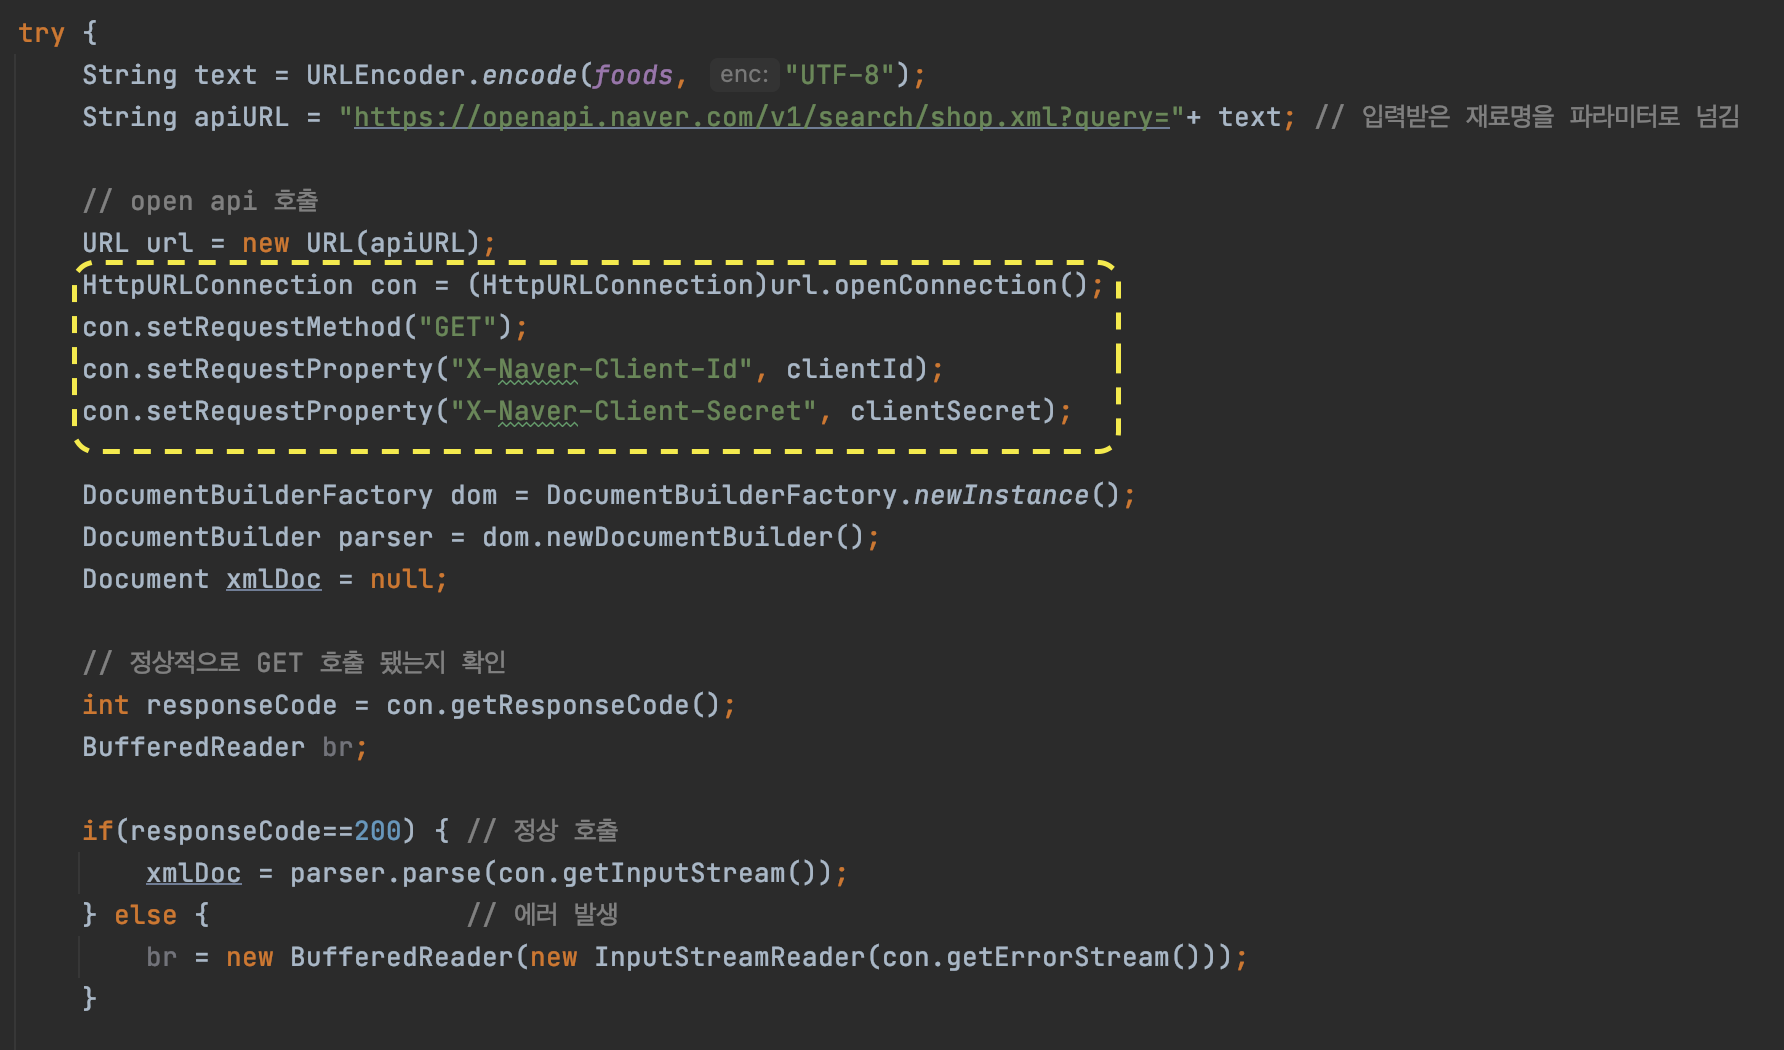 try {
String text = URLEncoder.encode(foods, enc: "UTF-8");
String apiURL = "https://openapi.naver.com/v1/search/shop.xml?query="+ text; // 입력받은 재료명을 파라미터로 넘김
// open api 호출
URL url = new URL(apiURL);
HttpURLConnection con = (HttpURLConnection)url.openConnection();
con.setRequestMethod("GET");
con.setRequestProperty("X-Naver-Client-Id", clientId);
con.setRequestProperty("X-Naver-Client-Secret", clientSecret);
DocumentBuilderFactory dom = DocumentBuilderFactory.newInstance();
DocumentBuilder parser = dom.newDocumentBuilder();
Document xmlDoc = null;
// 정상적으로 GET 호출 됐는지 확인
int responseCode = con.getResponseCode();
BufferedReader br;
if(responseCode==200) { // 정상 호출
xmlDoc = parser.parse(con.getInputStream());
} else { // 에러 발생
br = new BufferedReader(new InputStreamReader(con.getErrorStream()));
}